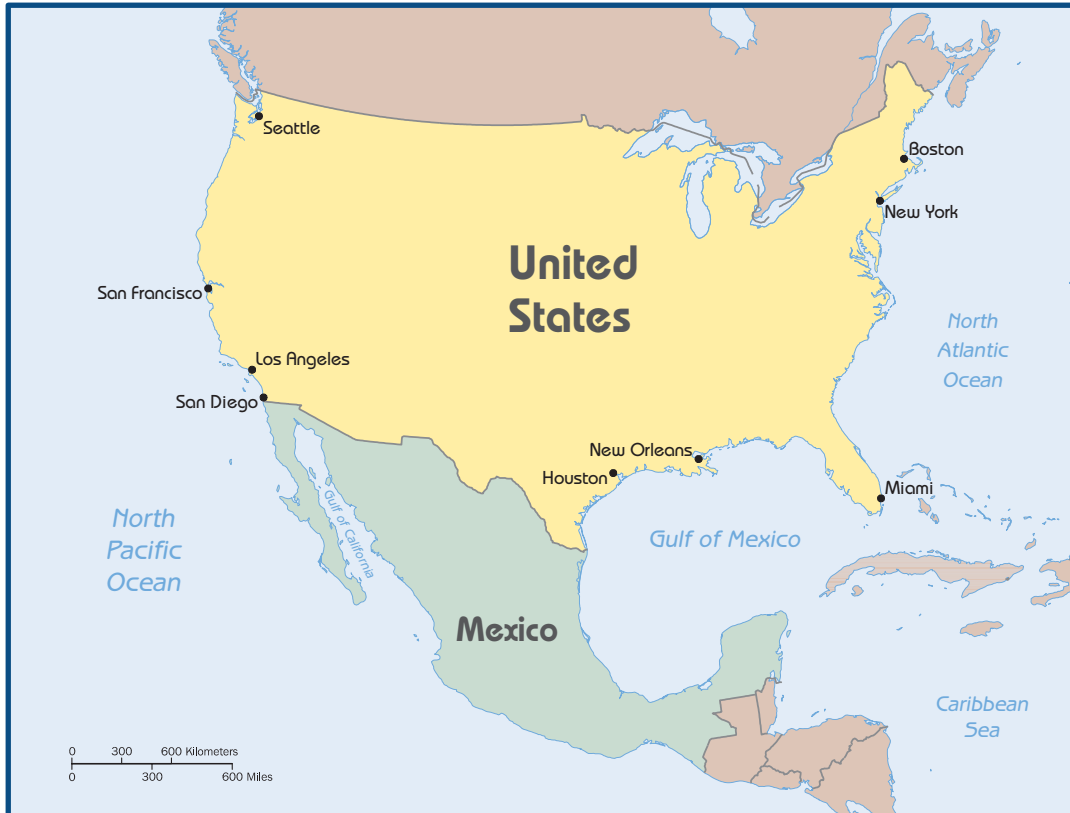 Seattle
Boston
New York
United
States
San Francisco
North
Atlantic
Ocean
Los Angeles
San Diego
New Orleans
Houston
Miami
Gulf of California
North
Pacific
Ocean
Gulf of Mexico
Mexico
Caribbean
Sea
0 300 600 Kilometers
0 300 600 Miles